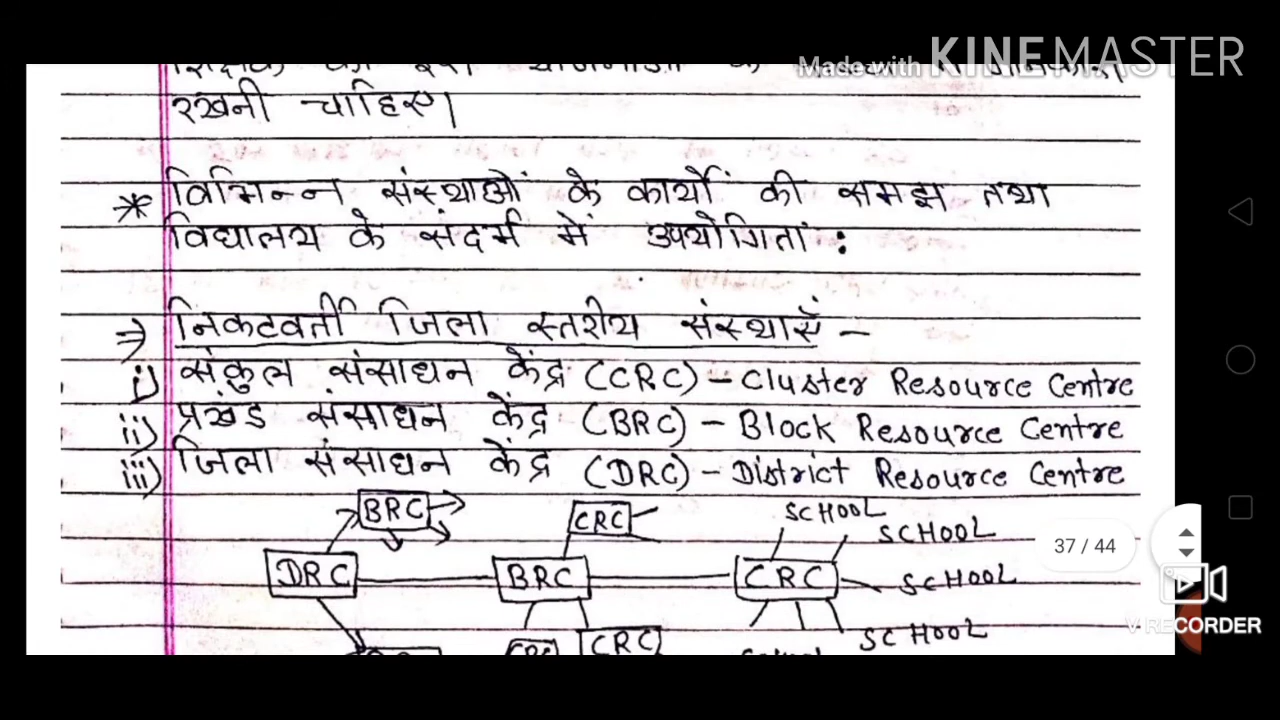 Made with KINEMASTER
रखनी चाहिए।
* विभिन्न संस्थाओं के कार्यों की समझ तथा
विद्यालय के संदर्भ में उपयोगिता :
⇒ निकटवर्ती जिला स्तरीय संस्थाएँ –
i) संकुल संसाधन केंद्र (CRC) – Cluster Resource Centre
ii) प्रखंड संसाधन केंद्र (BRC) – Block Resource Centre
iii) जिला संसाधन केंद्र (DRC) – District Resource Centre
BRC CRC SCHOOL
SCHOOL
37 / 44
DRC BRC CRC SCHOOL
V RECORDER
CRC CRC SCHOOL